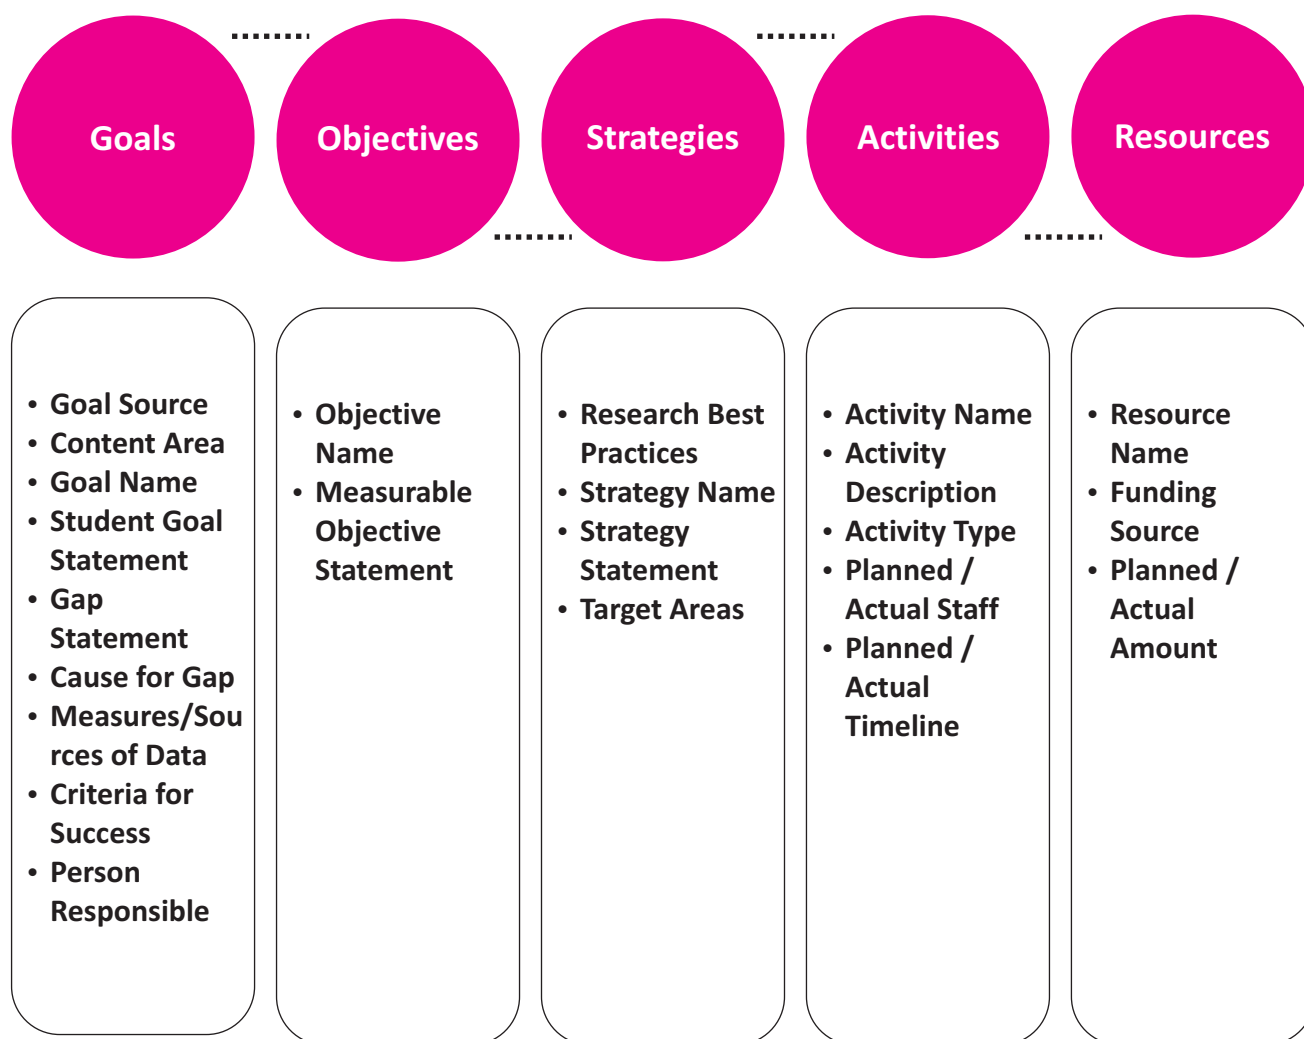 Goals
Objectives
Strategies
Activities
Resources
• Goal Source
• Content Area
• Goal Name
• Student Goal
Statement
• Gap
Statement
• Cause for Gap
• Measures/Sou
rces of Data
• Criteria for
Success
• Person
Responsible
• Objective
Name
• Measurable
Objective
Statement
• Research Best
Practices
• Strategy Name
• Strategy
Statement
• Target Areas
• Activity Name
• Activity
Description
• Activity Type
• Planned /
Actual Staff
• Planned /
Actual
Timeline
• Resource
Name
• Funding
Source
• Planned /
Actual
Amount